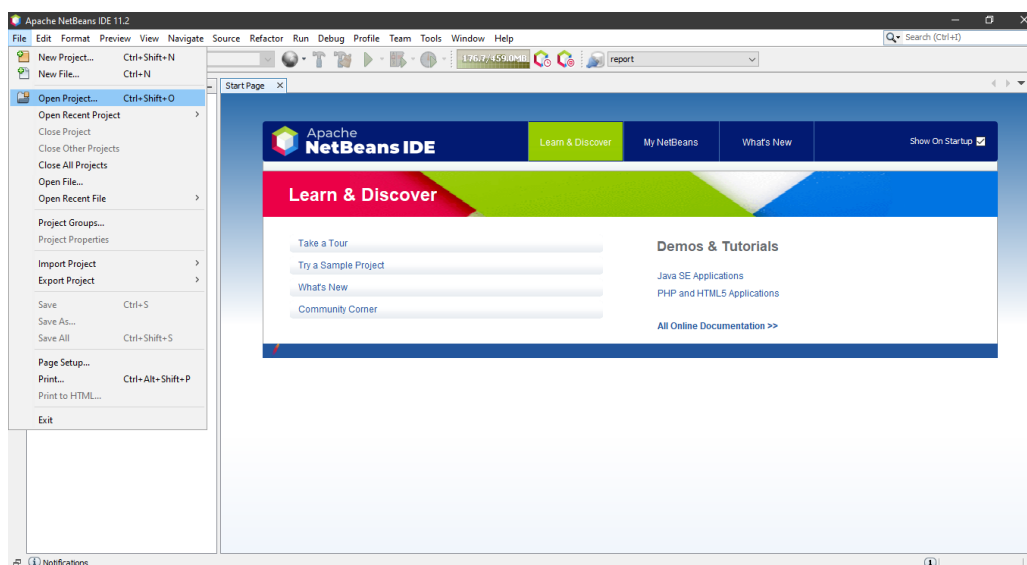 Apache NetBeans IDE 11.2
File Edit Format Preview View Navigate Source Refactor Run Debug Profile Team Tools Window Help
Search (Ctrl+I)
New Project... Ctrl+Shift+N
New File... Ctrl+N
Open Project... Ctrl+Shift+O
Open Recent Project
Close Project
Close Other Projects
Close All Projects
Open File...
Open Recent File
Project Groups...
Project Properties
Import Project
Export Project
Save Ctrl+S
Save As...
Save All Ctrl+Shift+S
Page Setup...
Print... Ctrl+Alt+Shift+P
Print to HTML...
Exit
176.7/459.0MB
report
Start Page
Apache
NetBeans IDE
Learn & Discover My NetBeans What's New Show On Startup
Learn & Discover
Take a Tour
Try a Sample Project
What's New
Community Corner
Demos & Tutorials
Java SE Applications
PHP and HTML5 Applications
All Online Documentation >>
Notifications
1